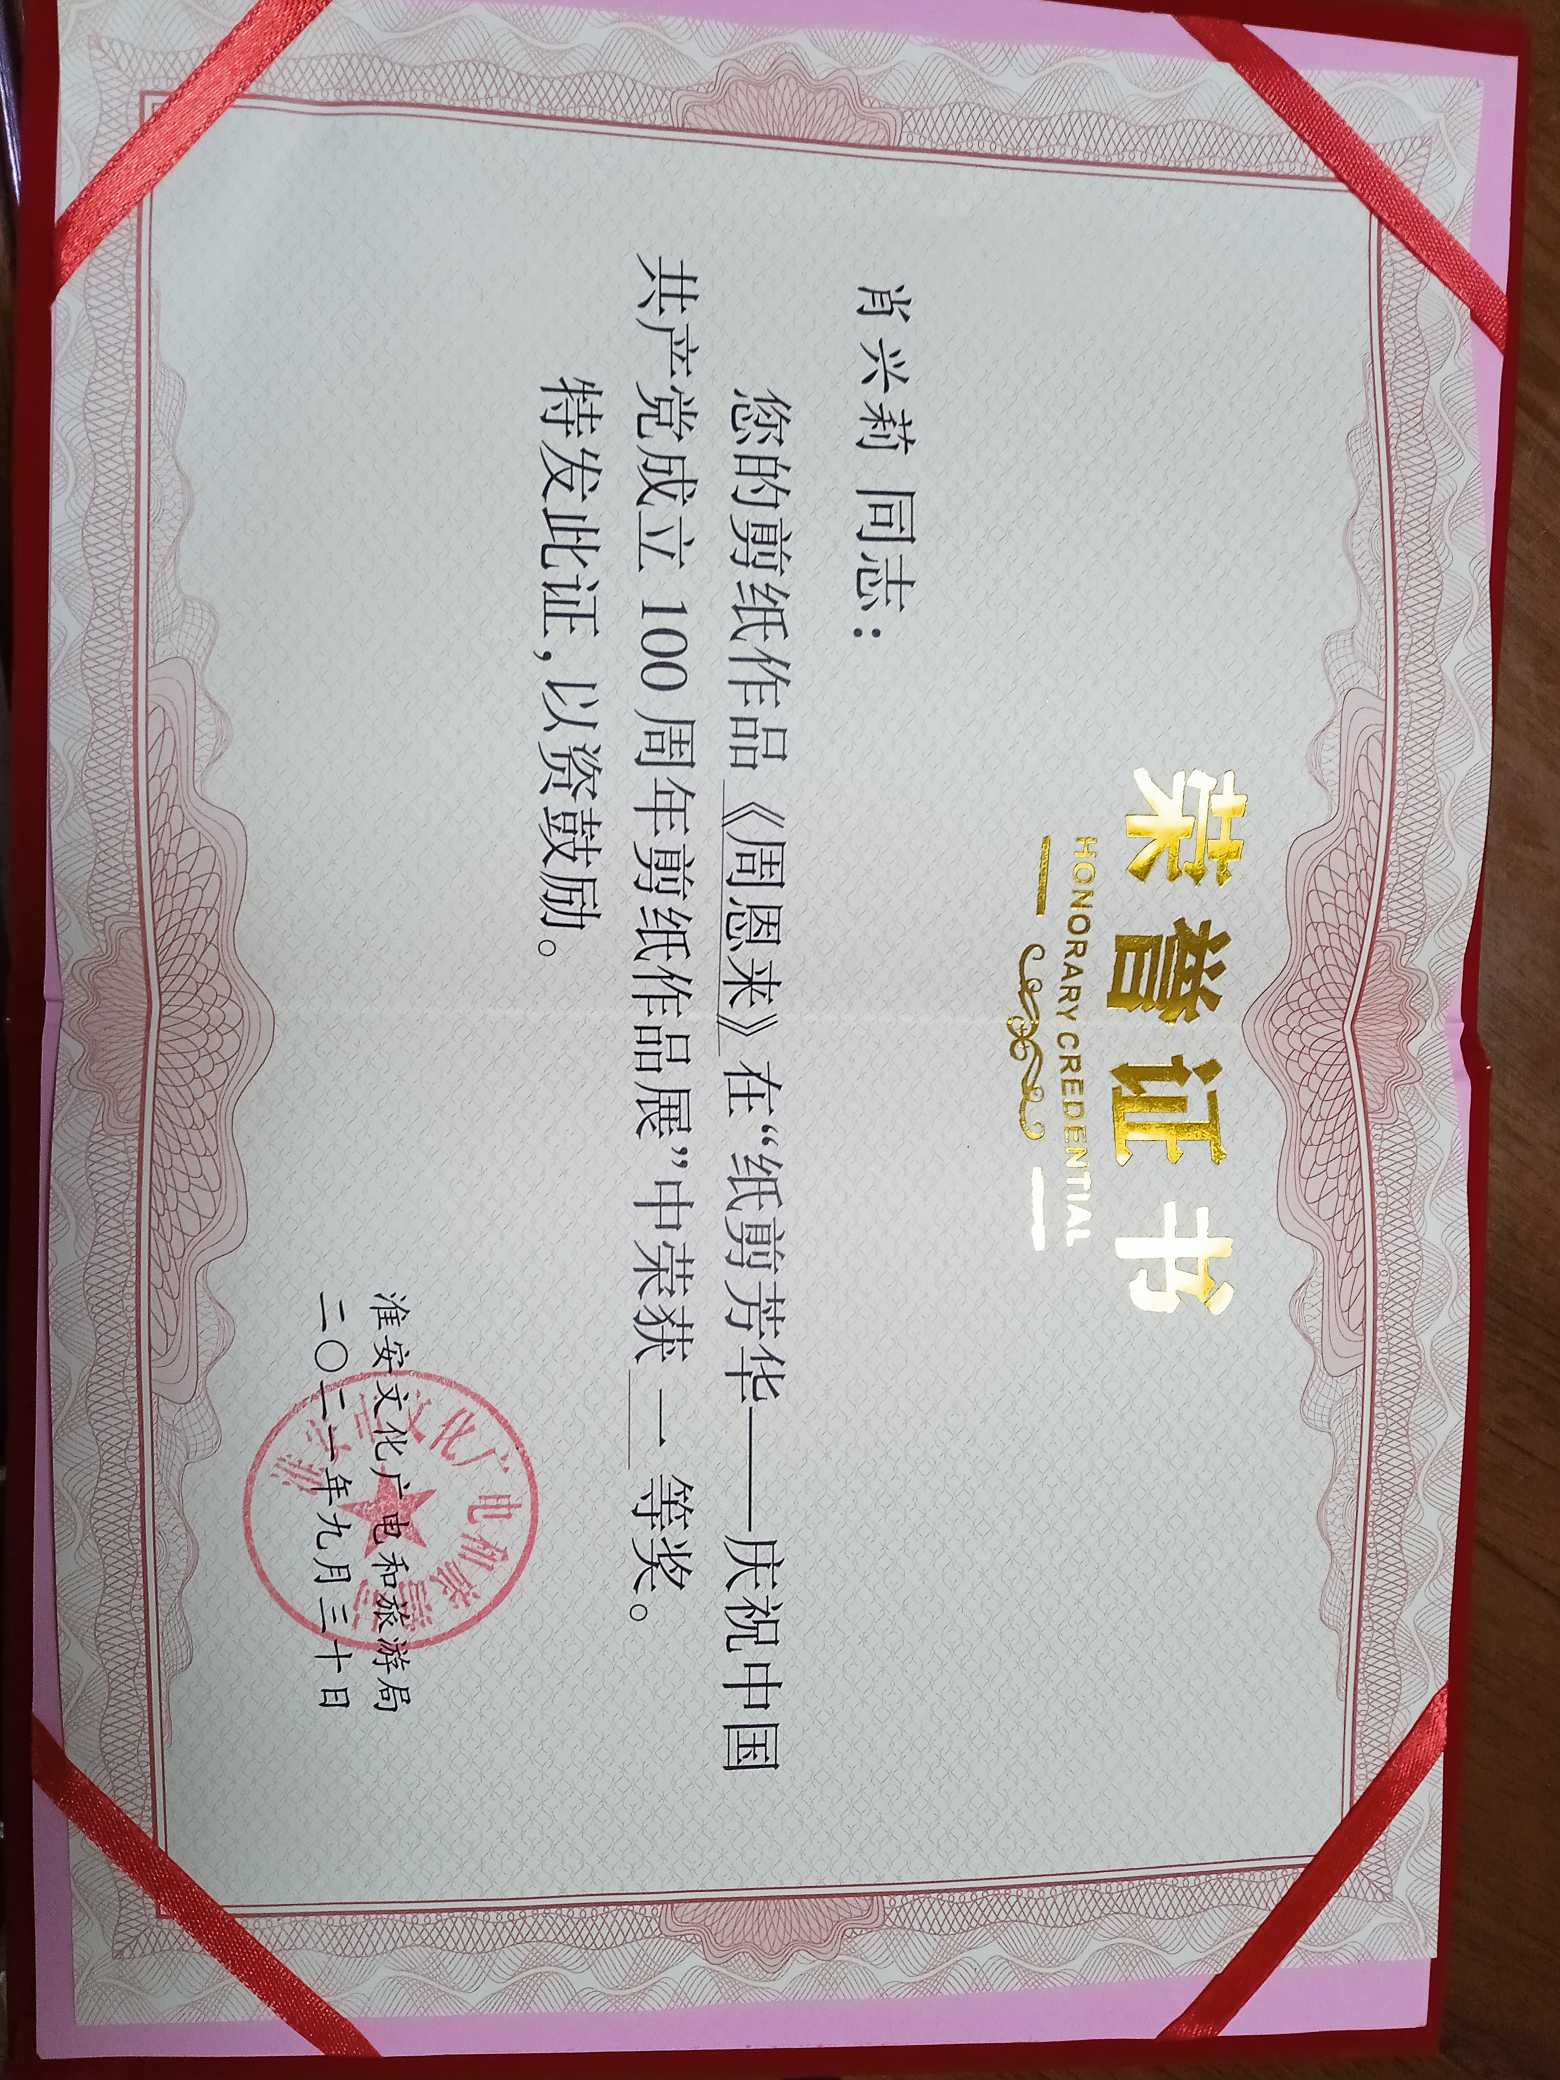 荣誉证书
HONORARY CREDENTIAL
肖兴莉 同志：
您的剪纸作品《周恩来》在“纸剪芳华——庆祝中国
共产党成立 100 周年剪纸作品展”中荣获 一 等奖。
特发此证，以资鼓励。
淮安文化广电和旅游局
二〇二一年九月三十日